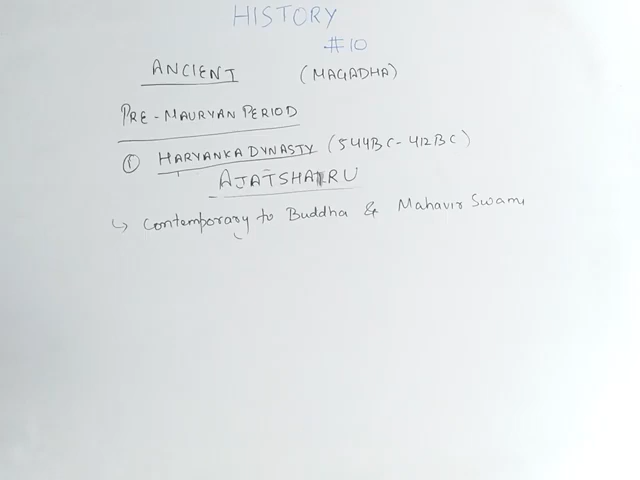 HISTORY
#10
ANCIENT (MAGADHA)
PRE-MAURYAN PERIOD
① HARYANKA DYNASTY (544BC-412BC)
AJATSHATRU
↳ Contemporary to Buddha & Mahavir Swami